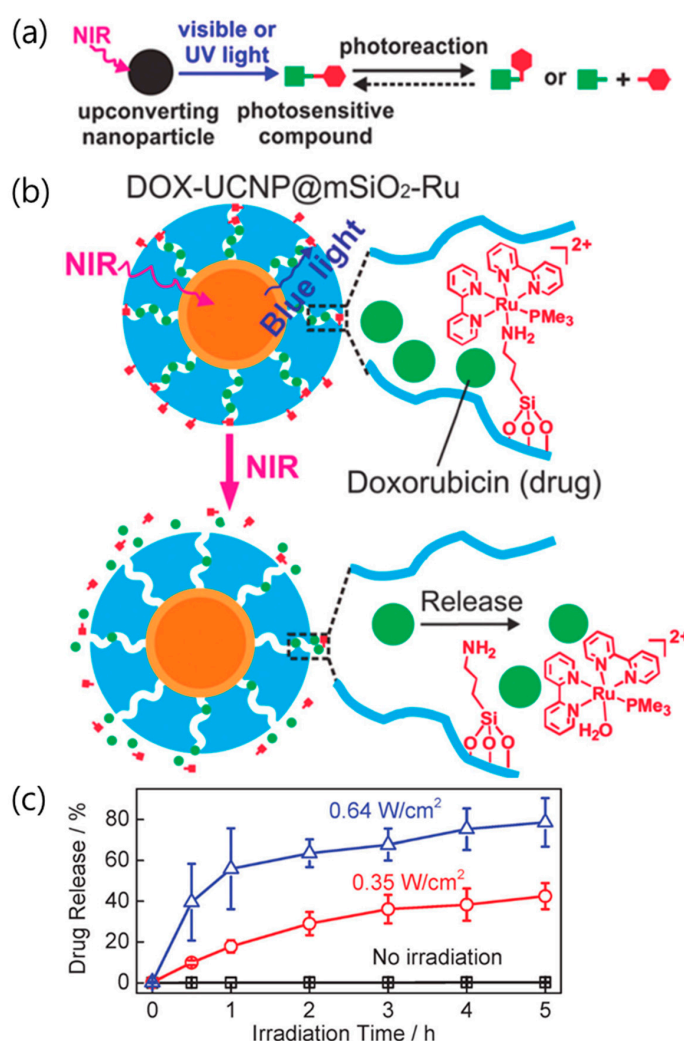 (a)
NIR
visible or
UV light
photoreaction
or
+
upconverting
nanoparticle
photosensitive
compound
(b)
DOX-UCNP@mSiO₂-Ru
NIR
Blue light
2+
N
N
N
N
Ru
PMe₃
NH₂
Si
O O O
NIR
Doxorubicin (drug)
Release
NH₂
Si
O O O
2+
N
N
N
N
Ru
PMe₃
H₂O
(c)
Drug Release / %
80
60
40
20
0
0.64 W/cm²
0.35 W/cm²
No irradiation
0 1 2 3 4 5
Irradiation Time / h